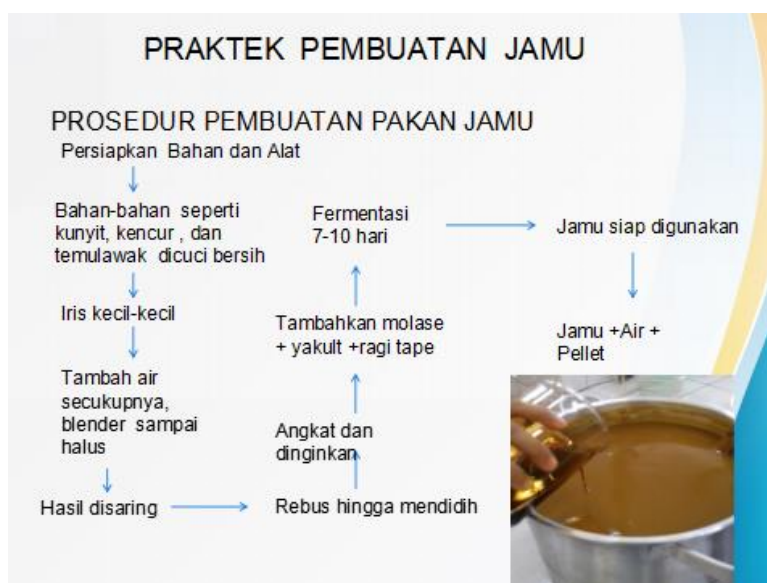 PRAKTEK PEMBUATAN JAMU
PROSEDUR PEMBUATAN PAKAN JAMU
Persiapkan Bahan dan Alat
Bahan-bahan seperti
kunyit, kencur , dan
temulawak dicuci bersih
Iris kecil-kecil
Tambah air
secukupnya,
blender sampai
halus
Hasil disaring
Rebus hingga mendidih
Angkat dan
dinginkan
Tambahkan molase
+ yakult +ragi tape
Fermentasi
7-10 hari
Jamu siap digunakan
Jamu +Air +
Pellet